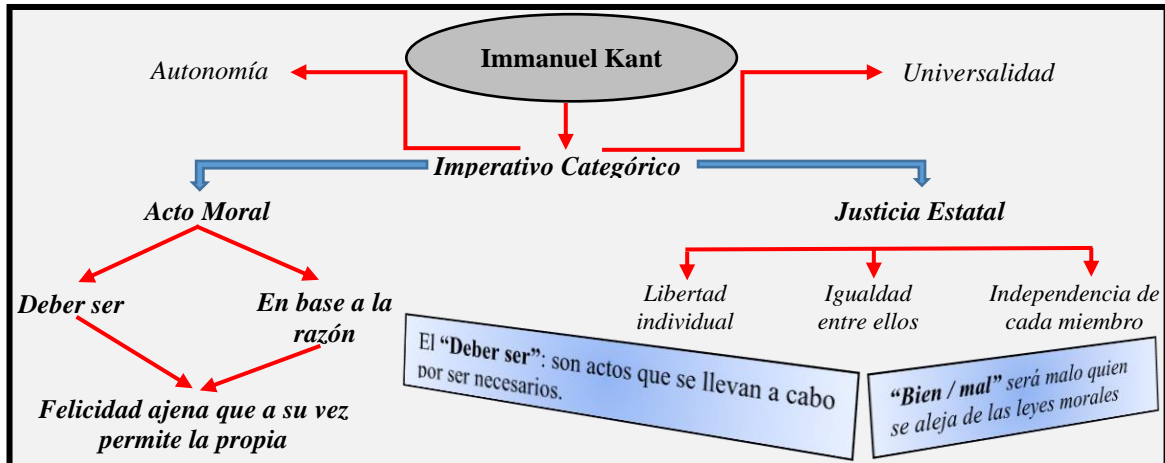 Immanuel Kant
Autonomía
Universalidad
Imperativo Categórico
Acto Moral
Justicia Estatal
Deber ser
En base a la
razón
Libertad
individual
Igualdad
entre ellos
Independencia de
cada miembro
Felicidad ajena que a su vez
permite la propia
El “Deber ser”: son actos que se llevan a cabo
por ser necesarios.
“Bien / mal” será malo quien
se aleja de las leyes morales